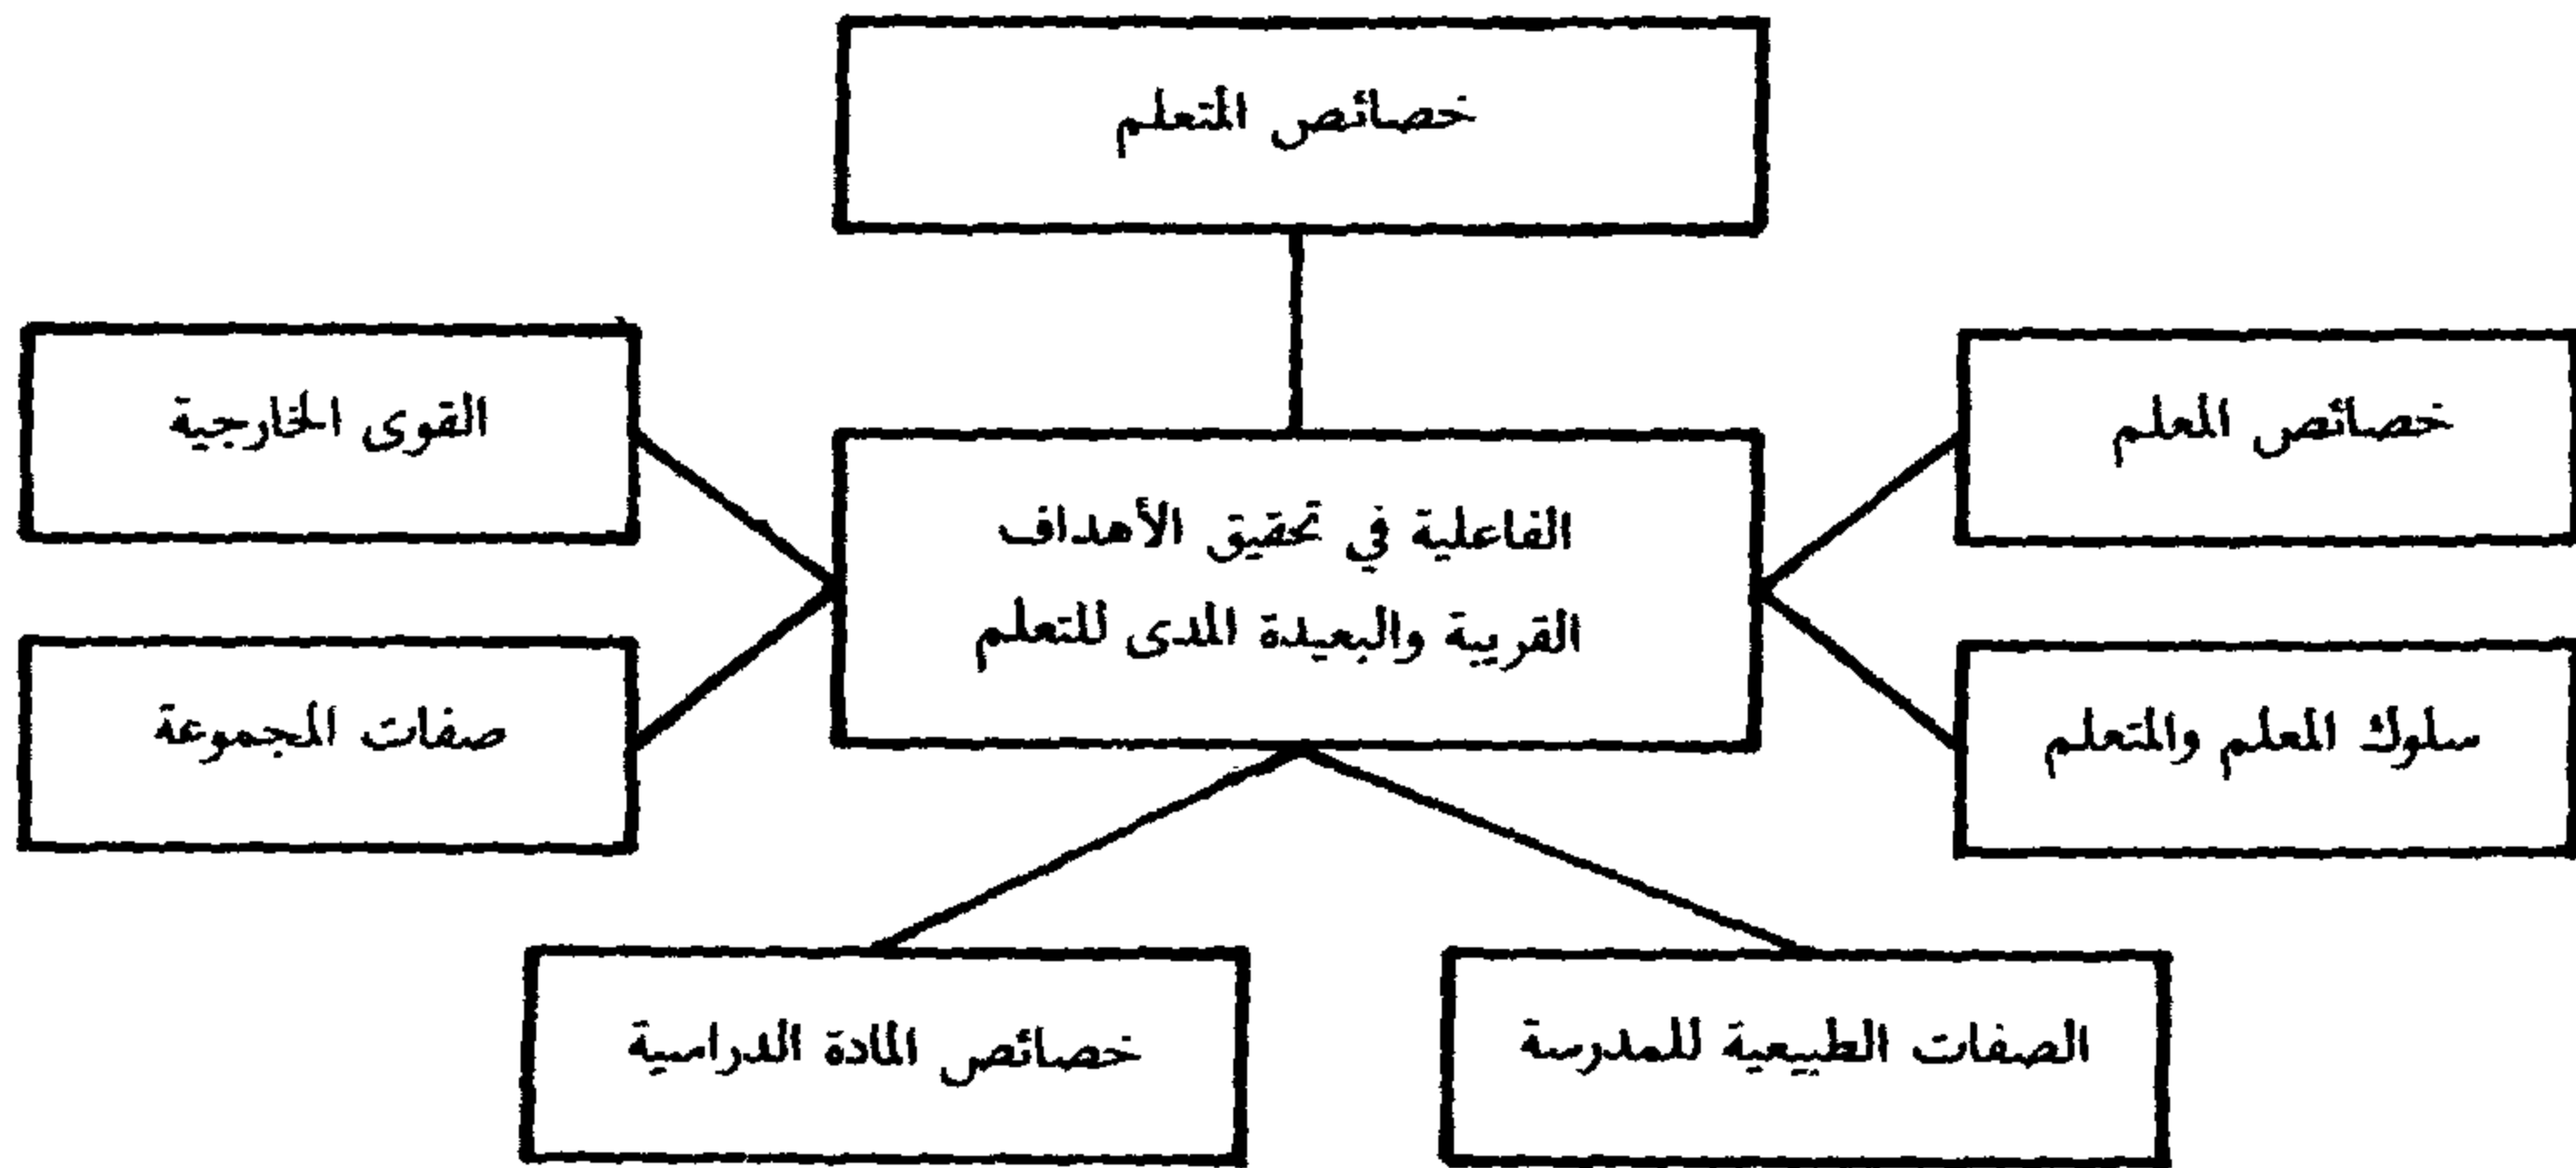 خصائص المتعلم
خصائص المعلم
القوى الخارجية
الفاعلية في تحقيق الأهداف
القريبة والبعيدة المدى للتعلم
سلوك المعلم والمتعلم
صفات المجموعة
الصفات الطبيعية للمدرسة
خصائص المادة الدراسية